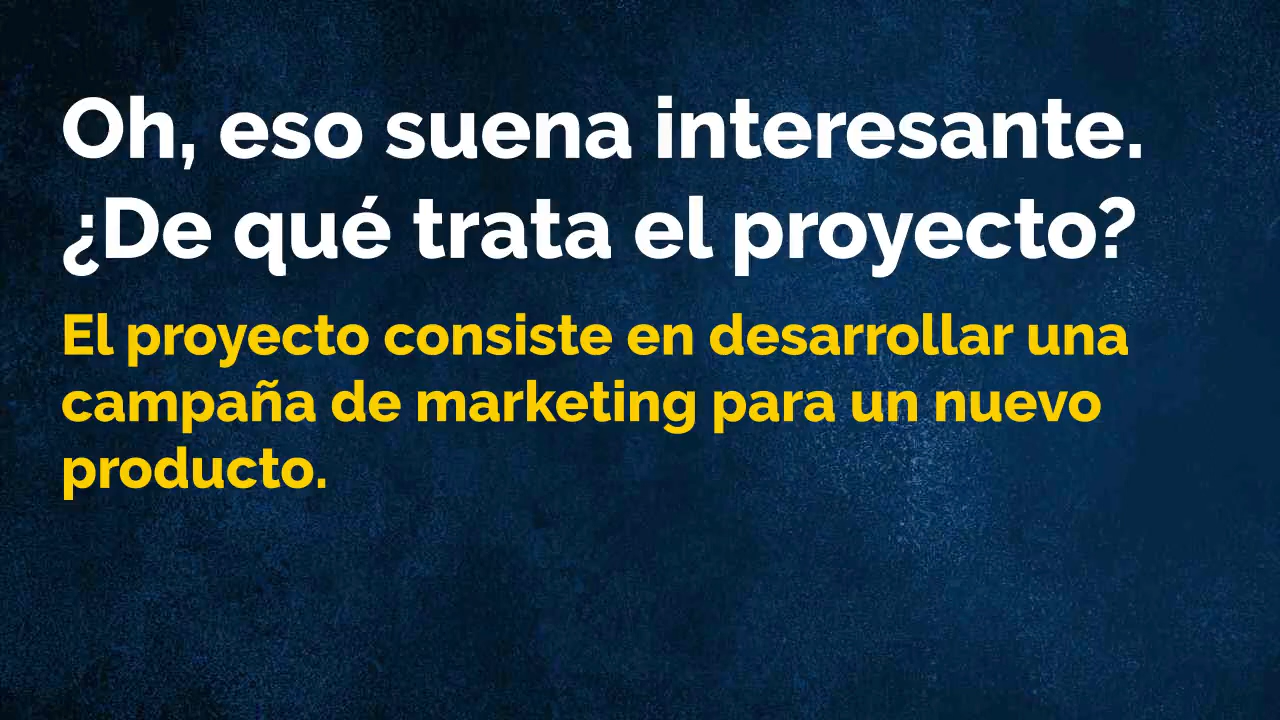 Oh, eso suena interesante.
¿De qué trata el proyecto?
El proyecto consiste en desarrollar una
campaña de marketing para un nuevo
producto.